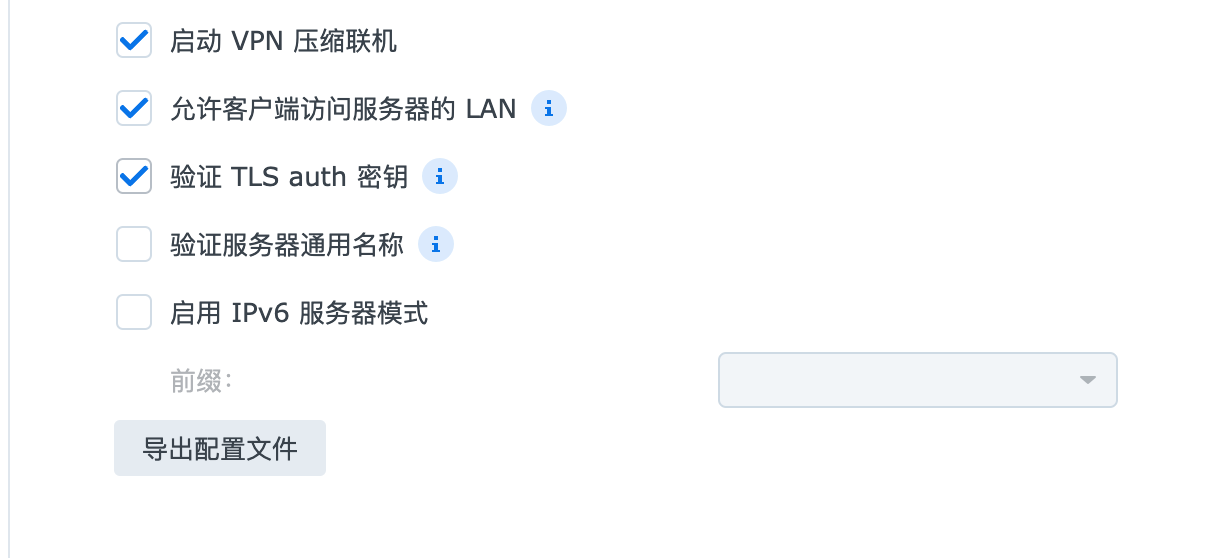 启动 VPN 压缩联机
允许客户端访问服务器的 LAN
验证 TLS auth 密钥
验证服务器通用名称
启用 IPv6 服务器模式
前缀:
导出配置文件